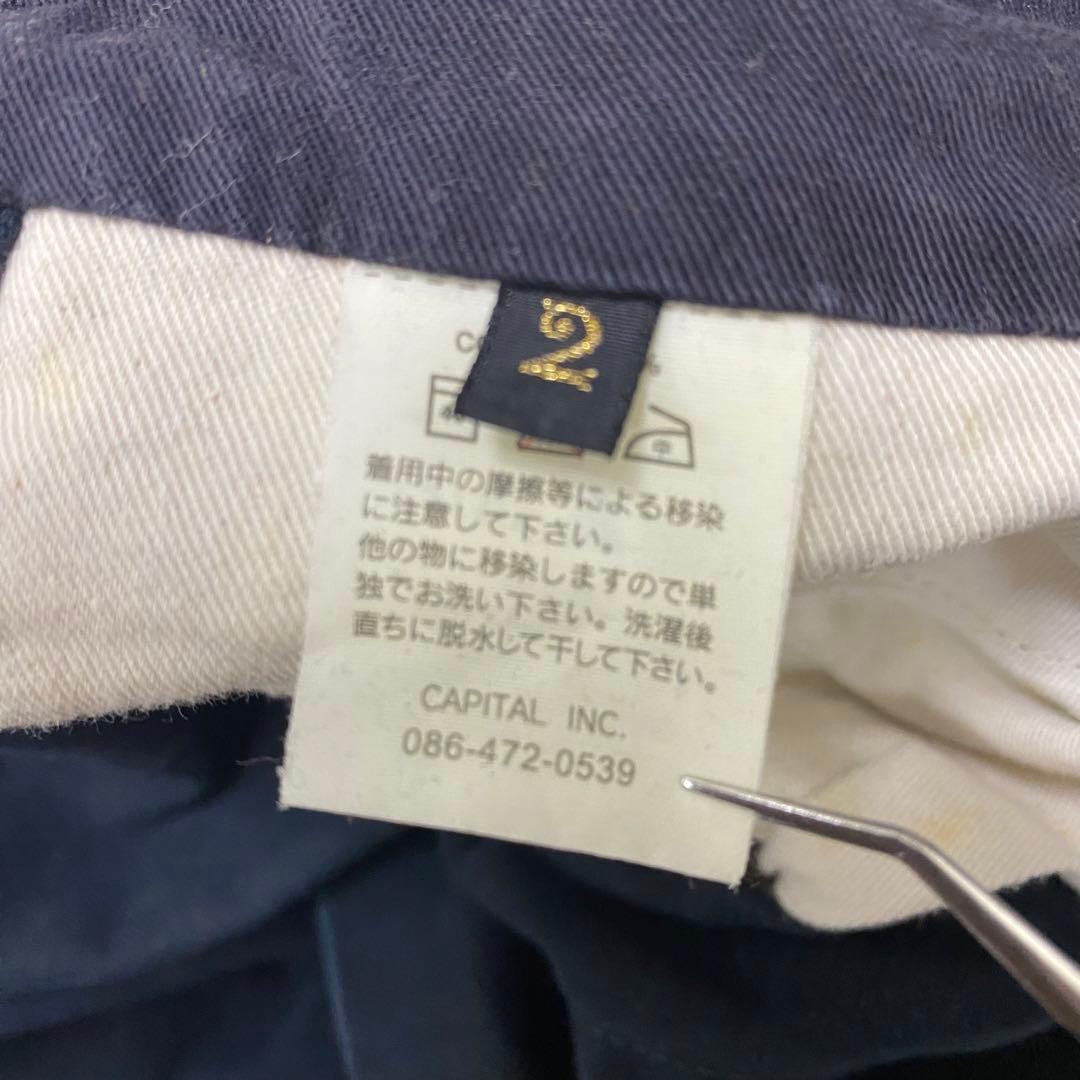 2
40
中
着用中の摩擦等による移染
に注意して下さい。
他の物に移染しますので単
独でお洗い下さい。洗濯後
直ちに脱水して干して下さい。
CAPITAL INC.
086-472-0539